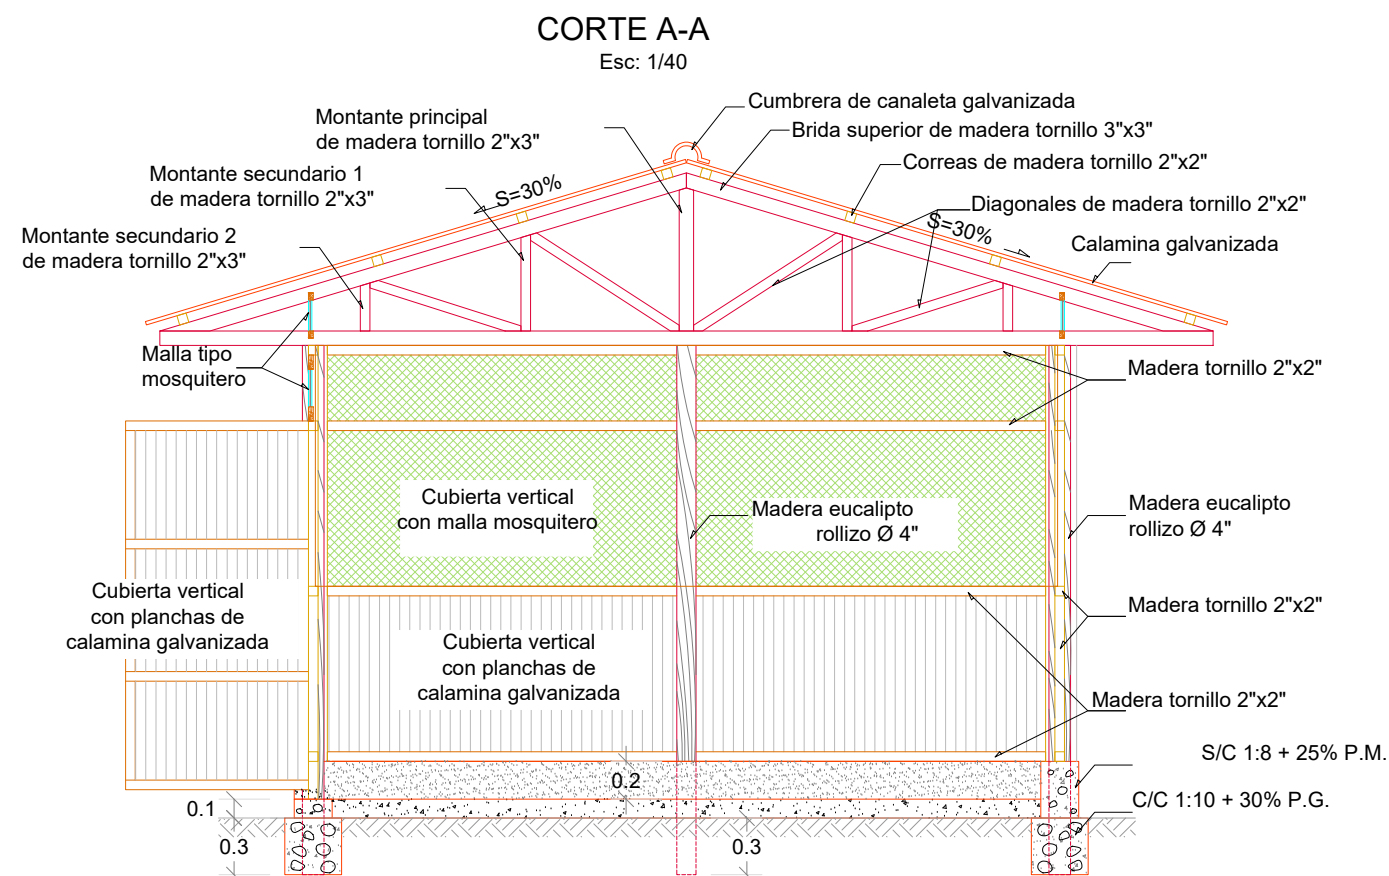 CORTE A-A
Esc: 1/40
Cumbrera de canaleta galvanizada
Montante principal
de madera tornillo 2"x3"
Brida superior de madera tornillo 3"x3"
Correas de madera tornillo 2"x2"
Montante secundario 1
de madera tornillo 2"x3"
S=30%
Diagonales de madera tornillo 2"x2"
S=30%
Montante secundario 2
de madera tornillo 2"x3"
Calamina galvanizada
Malla tipo
mosquitero
Madera tornillo 2"x2"
Cubierta vertical
con malla mosquitero
Madera eucalipto
rollizo Ø 4"
Madera eucalipto
rollizo Ø 4"
Cubierta vertical
con planchas de
calamina galvanizada
Madera tornillo 2"x2"
Cubierta vertical
con planchas de
calamina galvanizada
Madera tornillo 2"x2"
S/C 1:8 + 25% P.M.
0.2
C/C 1:10 + 30% P.G.
0.1
0.3
0.3